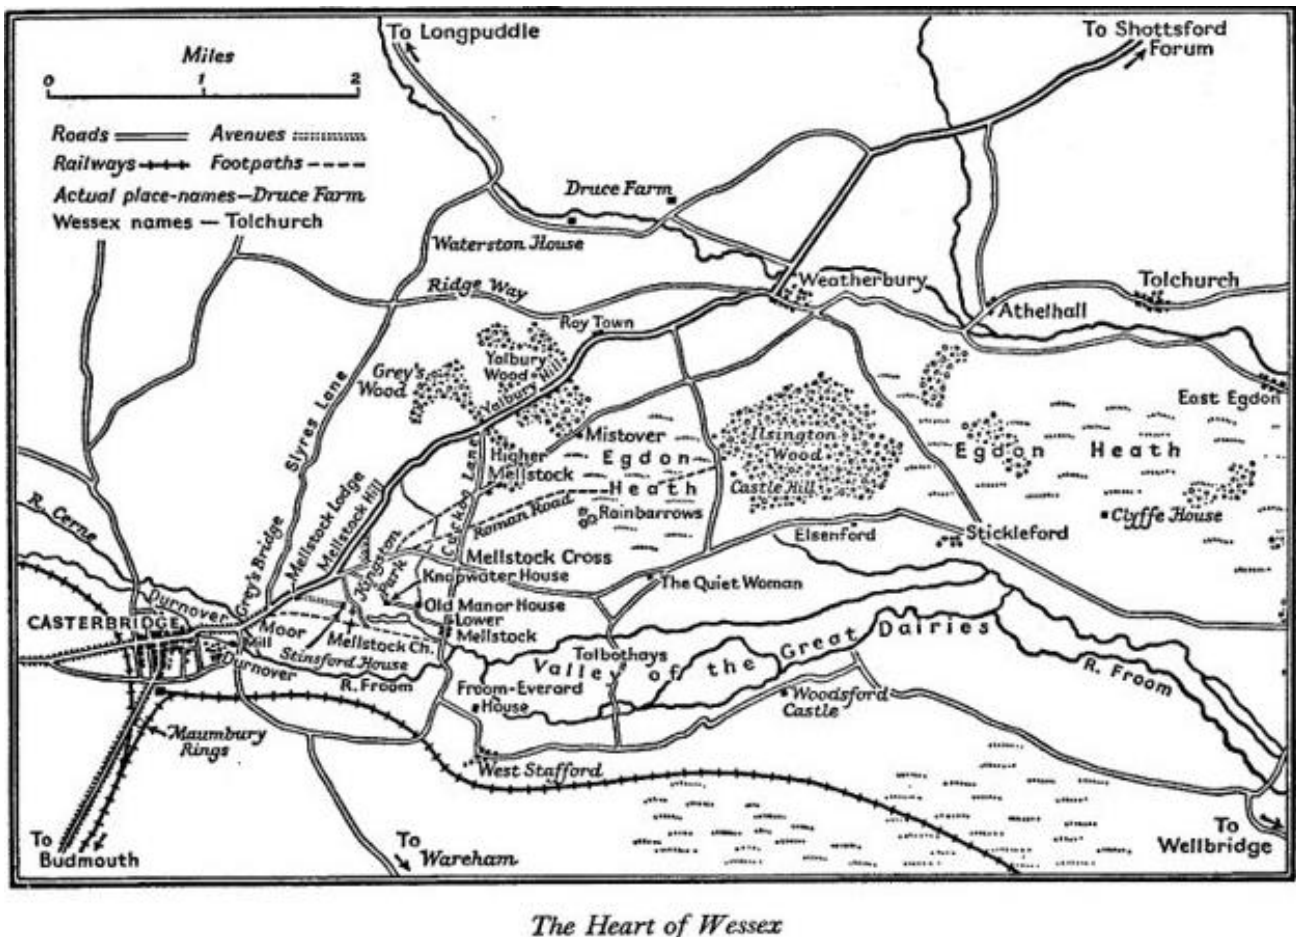 To Longpuddle
To Shottsford
Forum
Miles
0 1 2
Roads
Avenues
Railways
Footpaths
Actual place-names—Druce Farm
Wessex names — Tolchurch
Druce Farm
Waterston House
Ridge Way
Weatherbury
Tolchurch
Athelhall
Roy Town
Yalbury
Wood
Grey's
Wood
Yalbury Hill
East Egdon
Slyres Lane
Mistover
Higher
Mellstock
Egdon
Heath
Ilsington
Wood
Castle Hill
Egdon Heath
Clyffe House
Cuckoo Lane
Roman Road
Rainbarrows
Elsenford
Stickleford
R. Cerne
Grey's Bridge
Mellstock Lodge
Mellstock Hill
Kingston
Park
Mellstock Cross
Knapwater House
The Quiet Woman
Old Manor House
Lower
Mellstock
Durnover
CASTERBRIDGE
Moor
Mill
Durnover
Mellstock Ch.
Stinsford House
R. Froom
Talbothays
Valley of the Great Dairies
R. Froom
Froom-Everard
House
Woodsford
Castle
Maumbury
Rings
West Stafford
To
Budmouth
To
Wareham
To
Wellbridge
The Heart of Wessex